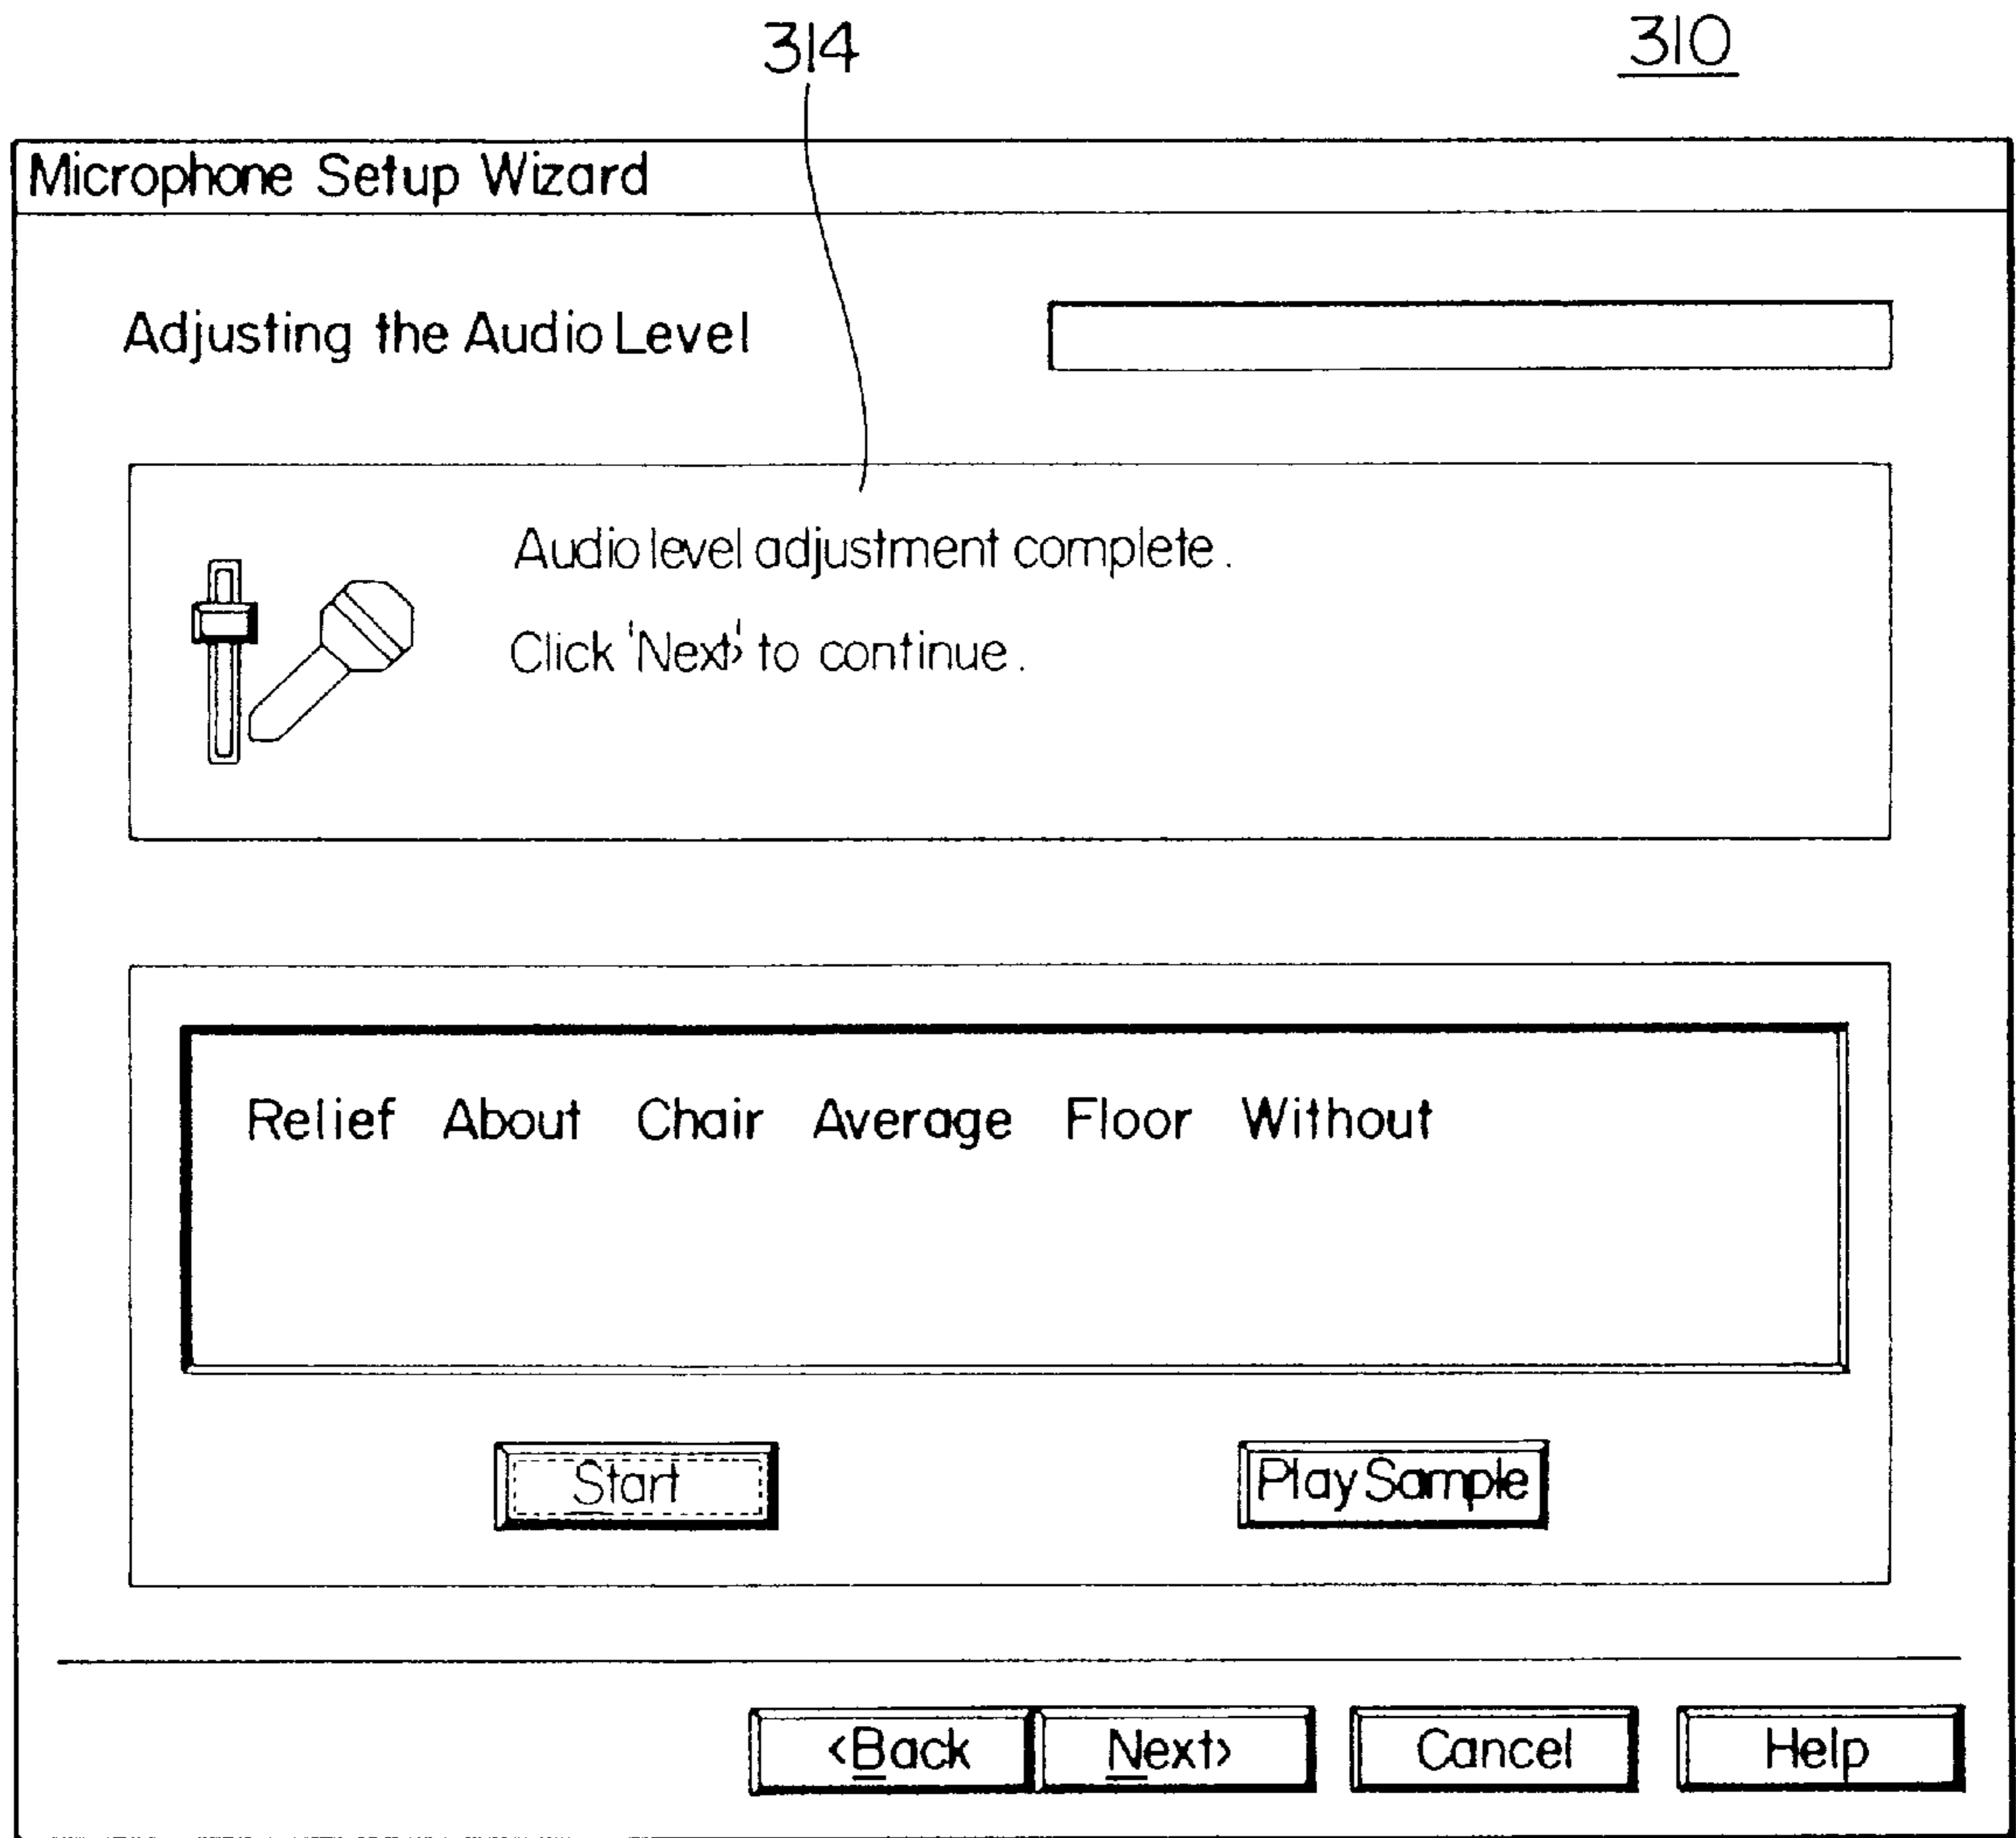 314 310
Microphone Setup Wizard
Adjusting the Audio Level
Audio level adjustment complete.
Click 'Next>' to continue.
Relief About Chair Average Floor Without
Start Play Sample
<Back Next> Cancel Help